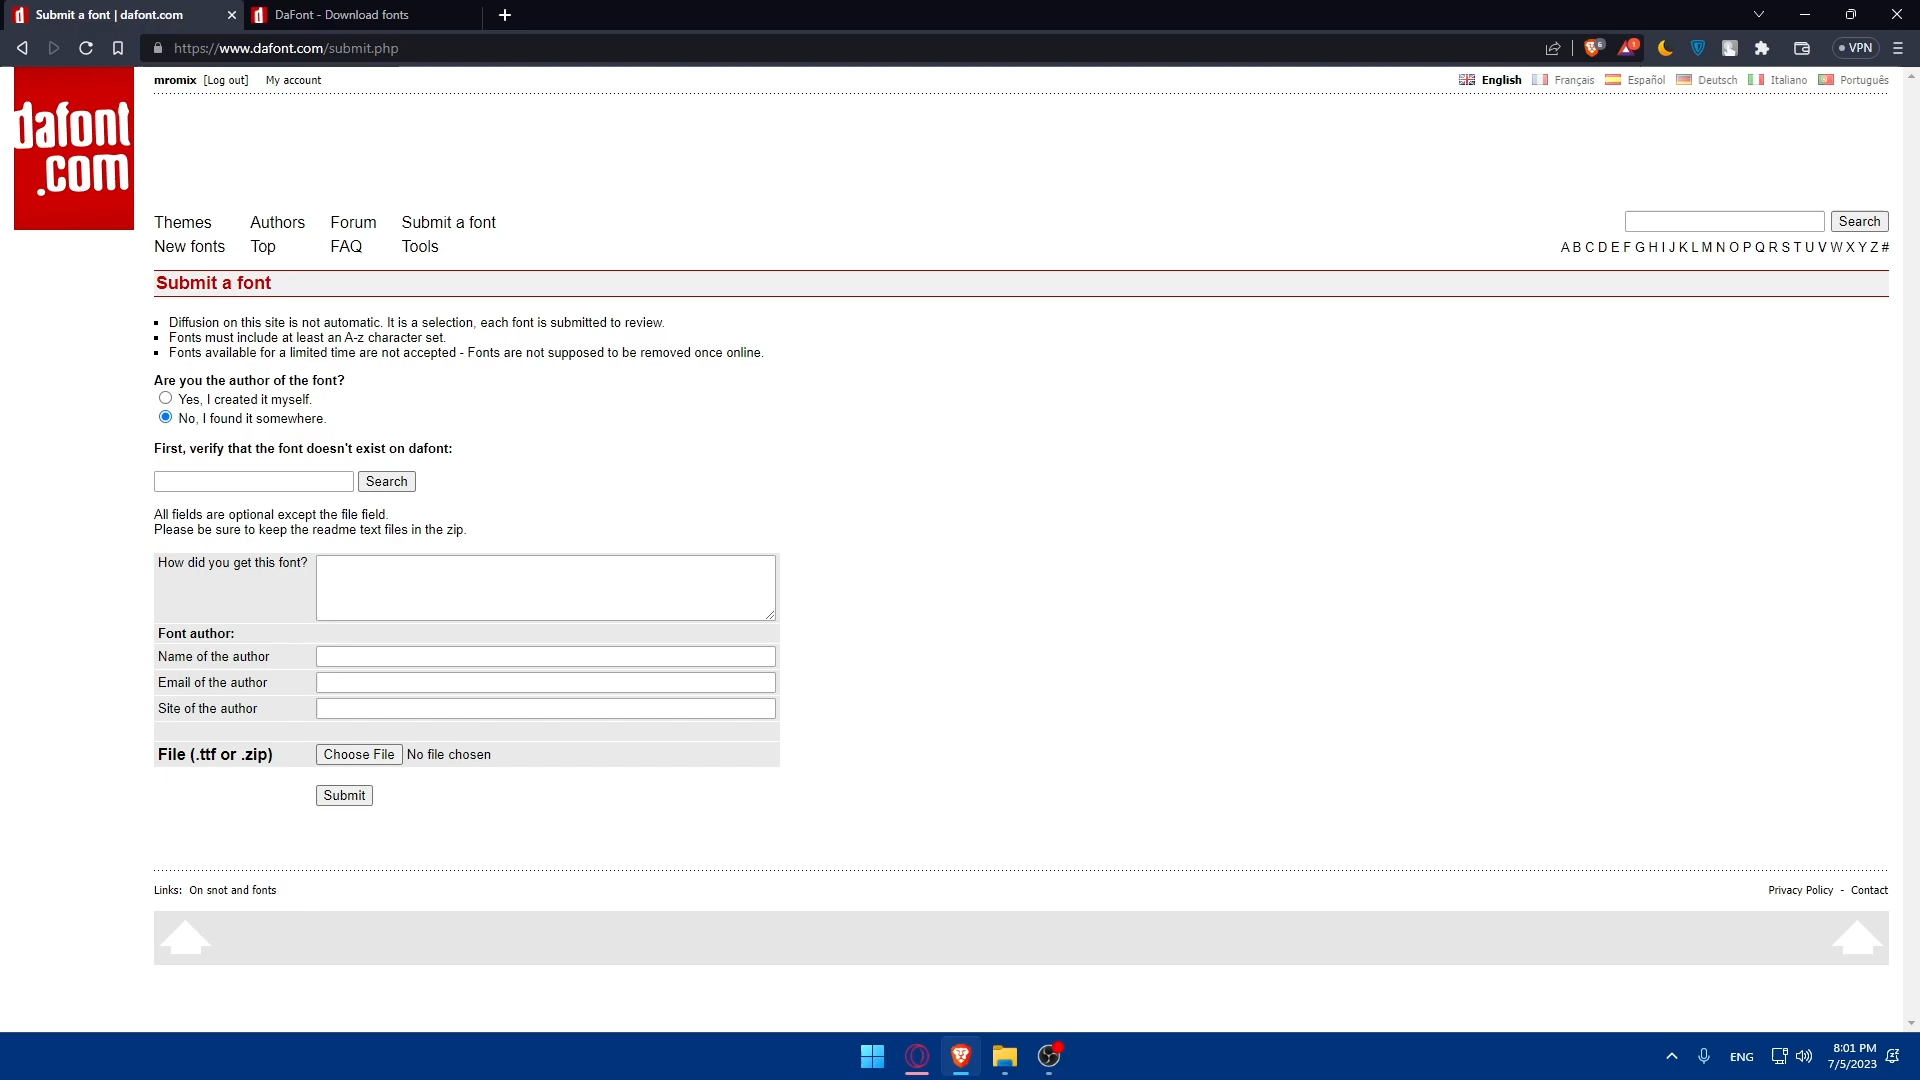 Submit a font | dafont.com
DaFont - Download fonts
https://www.dafont.com/submit.php
6
1
VPN
mromix [Log out] My account
English Français Español Deutsch Italiano Português
dafont
.com
Themes Authors Forum Submit a font
Search
New fonts Top FAQ Tools
A B C D E F G H I J K L M N O P Q R S T U V W X Y Z #
Submit a font
Diffusion on this site is not automatic. It is a selection, each font is submitted to review.
Fonts must include at least an A-z character set.
Fonts available for a limited time are not accepted - Fonts are not supposed to be removed once online.
Are you the author of the font?
Yes, I created it myself.
No, I found it somewhere.
First, verify that the font doesn't exist on dafont:
Search
All fields are optional except the file field.
Please be sure to keep the readme text files in the zip.
How did you get this font?
Font author:
Name of the author
Email of the author
Site of the author
File (.ttf or .zip) Choose File No file chosen
Submit
Links: On snot and fonts
Privacy Policy - Contact
ENG
8:01 PM
7/5/2023